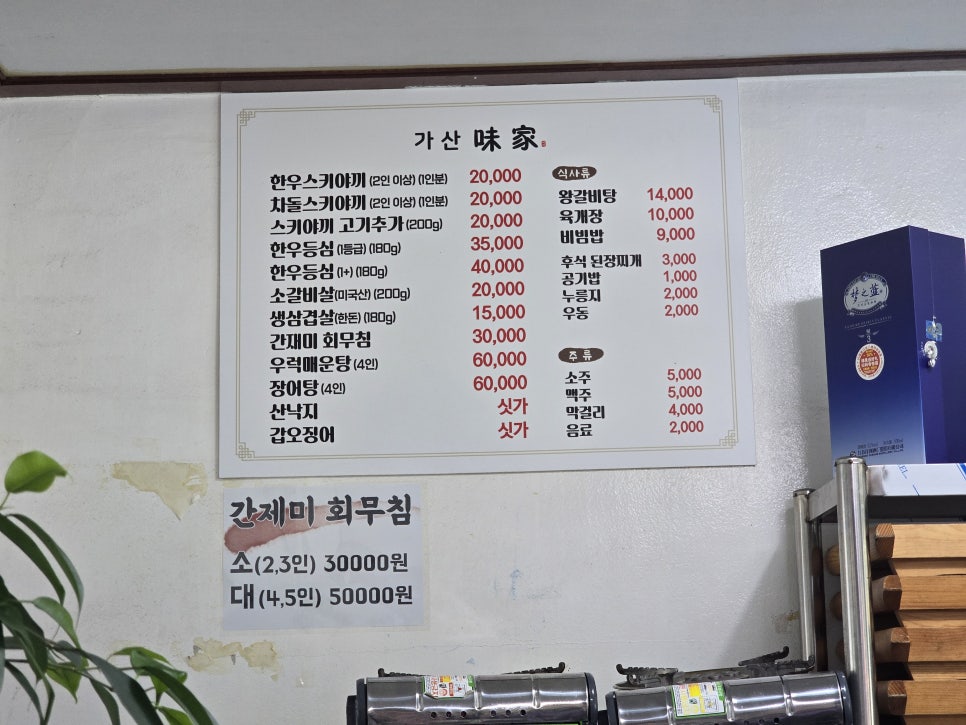 가산 味家
한우스키야끼 (2인 이상) (1인분) 20,000
차돌스키야끼 (2인 이상) (1인분) 20,000
스키야끼 고기추가 (200g) 20,000
한우등심 (1등급) (180g) 35,000
한우등심 (1+) (180g) 40,000
소갈비살 (미국산) (200g) 20,000
생삼겹살 (한돈) (180g) 15,000
간재미 회무침 30,000
우럭매운탕 (4인) 60,000
장어탕 (4인) 60,000
산낙지 싯가
갑오징어 싯가
식사류
왕갈비탕 14,000
육개장 10,000
비빔밥 9,000
후식 된장찌개 3,000
공기밥 1,000
누룽지 2,000
우동 2,000
주류
소주 5,000
맥주 5,000
막걸리 4,000
음료 2,000
간제미 회무침
소(2,3인) 30000원
대(4,5인) 50000원
梦之蓝